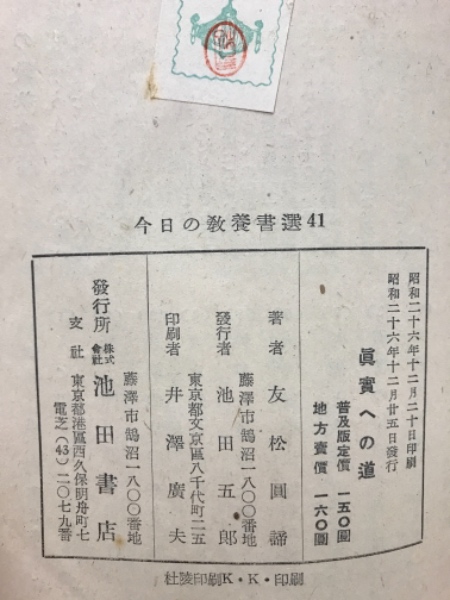 今日の敎養書選41
昭和二十六年十二月二十日印刷
昭和二十六年十二月廿五日發行
眞實への道
普及版定價 一五〇圓
地方賣價 一六〇圓
著者 友松圓諦
藤澤市鵠沼一八〇〇番地
發行者 池田五郎
東京都文京區八千代町二五
印刷者 井澤廣夫
藤澤市鵠沼一八〇〇番地
發行所 株式會社 池田書店
支社 東京都港區西久保明舟町七
電芝(43)二〇七九番
杜陵印刷K・K・印刷